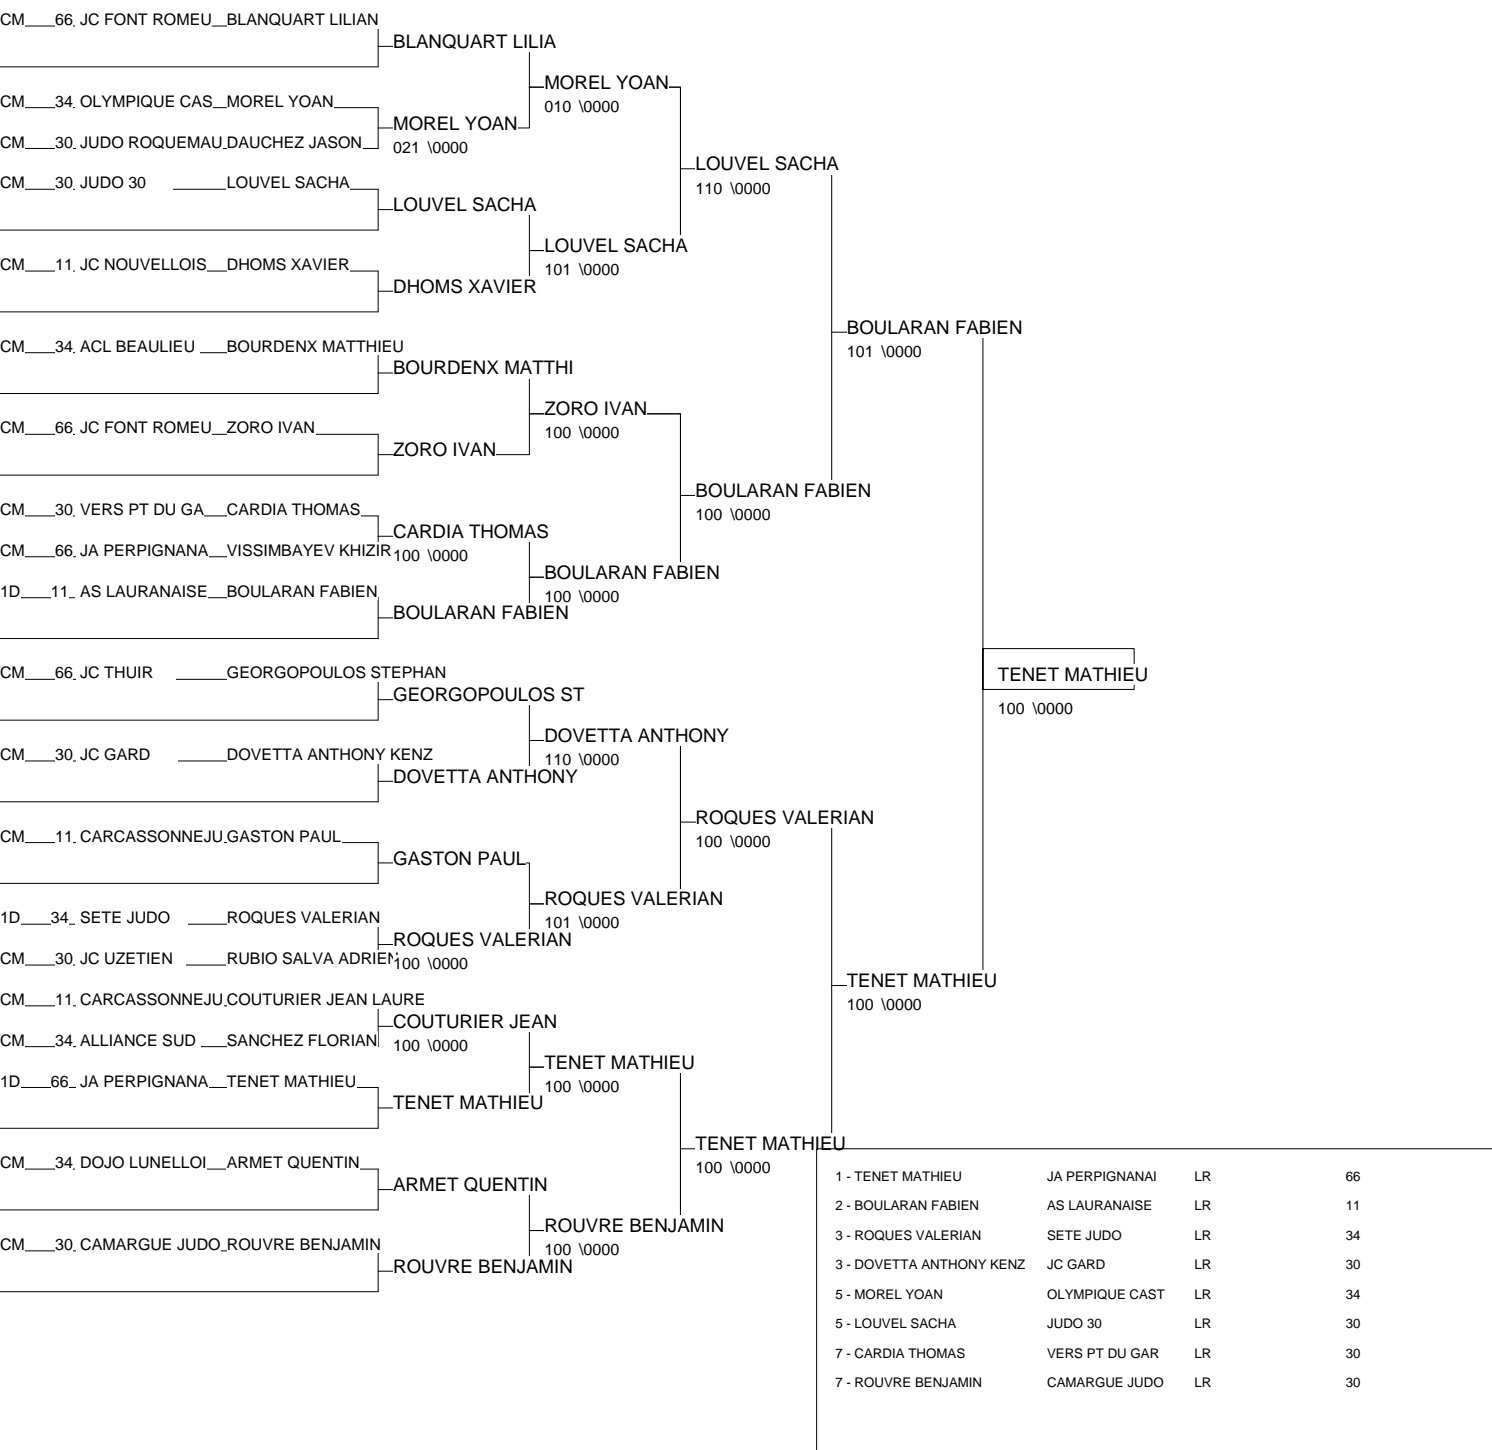 CM 66 JC FONT ROMEU BLANQUART LILIAN
BLANQUART LILIA
MOREL YOAN
010 \0000
CM 34 OLYMPIQUE CAS MOREL YOAN
MOREL YOAN
021 \0000
CM 30 JUDO ROQUEMAU DAUCHEZ JASON
LOUVEL SACHA
110 \0000
CM 30 JUDO 30 LOUVEL SACHA
LOUVEL SACHA
LOUVEL SACHA
101 \0000
CM 11 JC NOUVELLOIS DHOMS XAVIER
DHOMS XAVIER
BOULARAN FABIEN
101 \0000
CM 34 ACL BEAULIEU BOURDENX MATTHIEU
BOURDENX MATTHI
ZORO IVAN
100 \0000
CM 66 JC FONT ROMEU ZORO IVAN
ZORO IVAN
BOULARAN FABIEN
100 \0000
CM 30 VERS PT DU GA CARDIA THOMAS
CARDIA THOMAS
100 \0000
CM 66 JA PERPIGNANA VISSIMBAYEV KHIZIR
BOULARAN FABIEN
100 \0000
1D 11 AS LAURANAISE BOULARAN FABIEN
BOULARAN FABIEN
TENET MATHIEU
100 \0000
CM 66 JC THUIR GEORGOPOULOS STEPHAN
GEORGOPOULOS ST
DOVETTA ANTHONY
110 \0000
CM 30 JC GARD DOVETTA ANTHONY KENZ
DOVETTA ANTHONY
ROQUES VALERIAN
100 \0000
CM 11 CARCASSONNEJU GASTON PAUL
GASTON PAUL
ROQUES VALERIAN
101 \0000
1D 34 SETE JUDO ROQUES VALERIAN
ROQUES VALERIAN
100 \0000
CM 30 JC UZETIEN RUBIO SALVA ADRIEN
TENET MATHIEU
100 \0000
CM 11 CARCASSONNEJU COUTURIER JEAN LAURE
COUTURIER JEAN
100 \0000
CM 34 ALLIANCE SUD SANCHEZ FLORIAN
TENET MATHIEU
100 \0000
1D 66 JA PERPIGNANA TENET MATHIEU
TENET MATHIEU
TENET MATHIEU
100 \0000
CM 34 DOJO LUNELLOI ARMET QUENTIN
ARMET QUENTIN
ROUVRE BENJAMIN
100 \0000
CM 30 CAMARGUE JUDO ROUVRE BENJAMIN
ROUVRE BENJAMIN
1 - TENET MATHIEU JA PERPIGNANAI LR 66
2 - BOULARAN FABIEN AS LAURANAISE LR 11
3 - ROQUES VALERIAN SETE JUDO LR 34
3 - DOVETTA ANTHONY KENZ JC GARD LR 30
5 - MOREL YOAN OLYMPIQUE CAST LR 34
5 - LOUVEL SACHA JUDO 30 LR 30
7 - CARDIA THOMAS VERS PT DU GAR LR 30
7 - ROUVRE BENJAMIN CAMARGUE JUDO LR 30